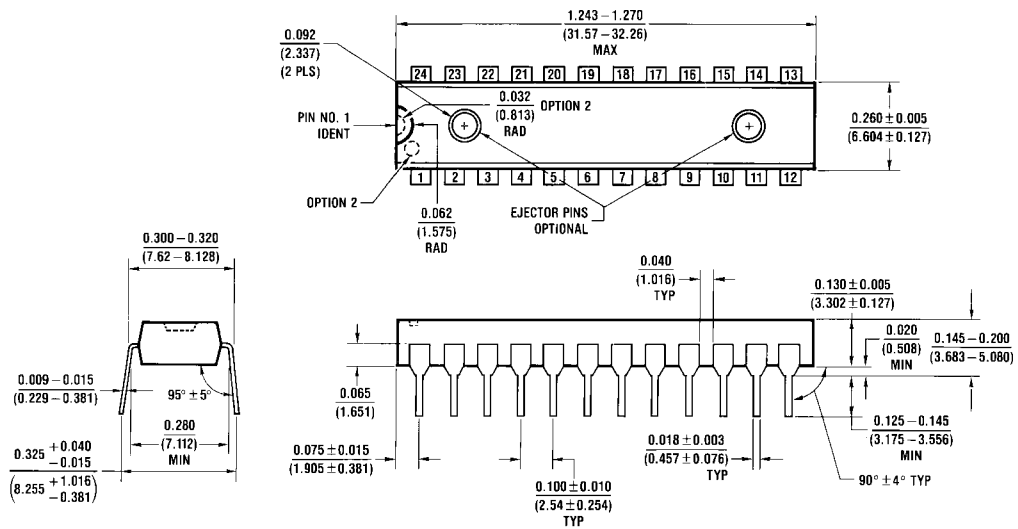 1.243 – 1.270
(31.57 – 32.26)
MAX
0.092
(2.337)
(2 PLS)
24 23 22 21 20 19 18 17 16 15 14 13
0.032
(0.813)
RAD
OPTION 2
PIN NO. 1
IDENT
0.260 ± 0.005
(6.604 ± 0.127)
1 2 3 4 5 6 7 8 9 10 11 12
OPTION 2
0.062
(1.575)
RAD
EJECTOR PINS
OPTIONAL
0.300 – 0.320
(7.62 – 8.128)
0.040
(1.016)
TYP
0.130 ± 0.005
(3.302 ± 0.127)
0.020
(0.508)
MIN
0.145 – 0.200
(3.683 – 5.080)
0.009 – 0.015
(0.229 – 0.381)
95° ± 5°
0.065
(1.651)
0.280
(7.112)
MIN
0.125 – 0.145
(3.175 – 3.556)
MIN
0.325 +0.040
−0.015
(8.255 +1.016
−0.381)
0.075 ± 0.015
(1.905 ± 0.381)
0.018 ± 0.003
(0.457 ± 0.076)
TYP
90° ± 4° TYP
0.100 ± 0.010
(2.54 ± 0.254)
TYP